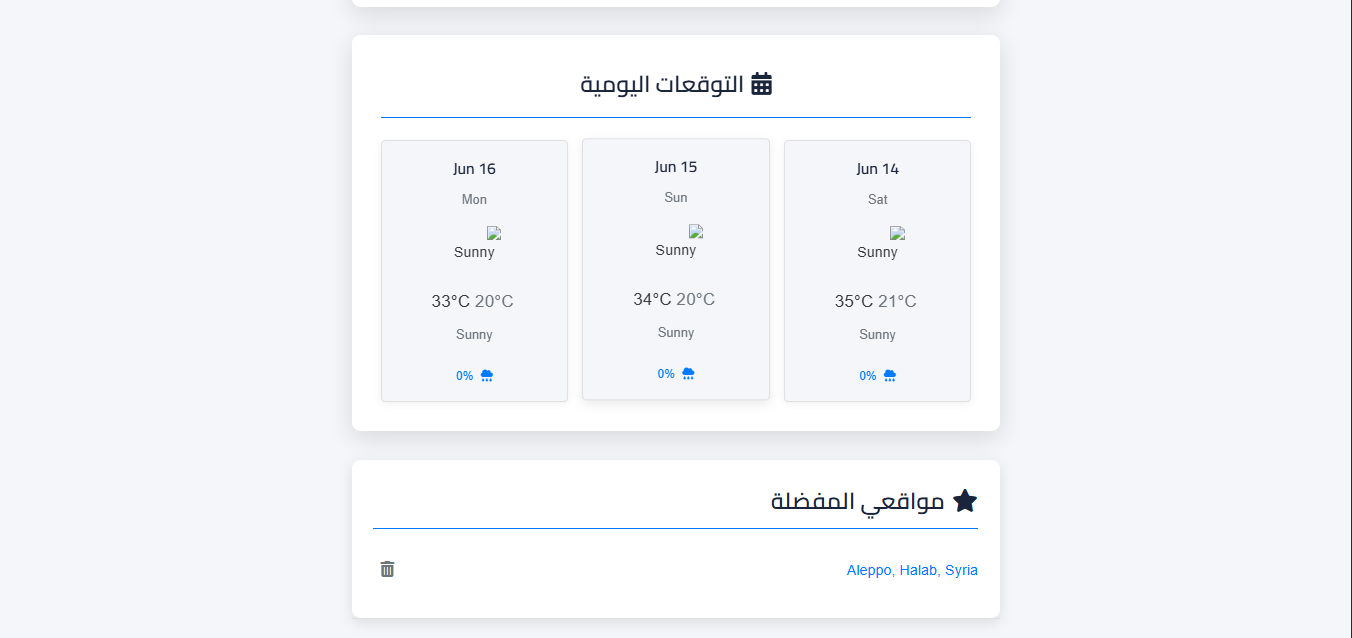 التوقعات اليومية
Jun 14
Sat
Sunny
35°C 21°C
Sunny
0%
Jun 15
Sun
Sunny
34°C 20°C
Sunny
0%
Jun 16
Mon
Sunny
33°C 20°C
Sunny
0%
مواقعي المفضلة
Aleppo, Halab, Syria